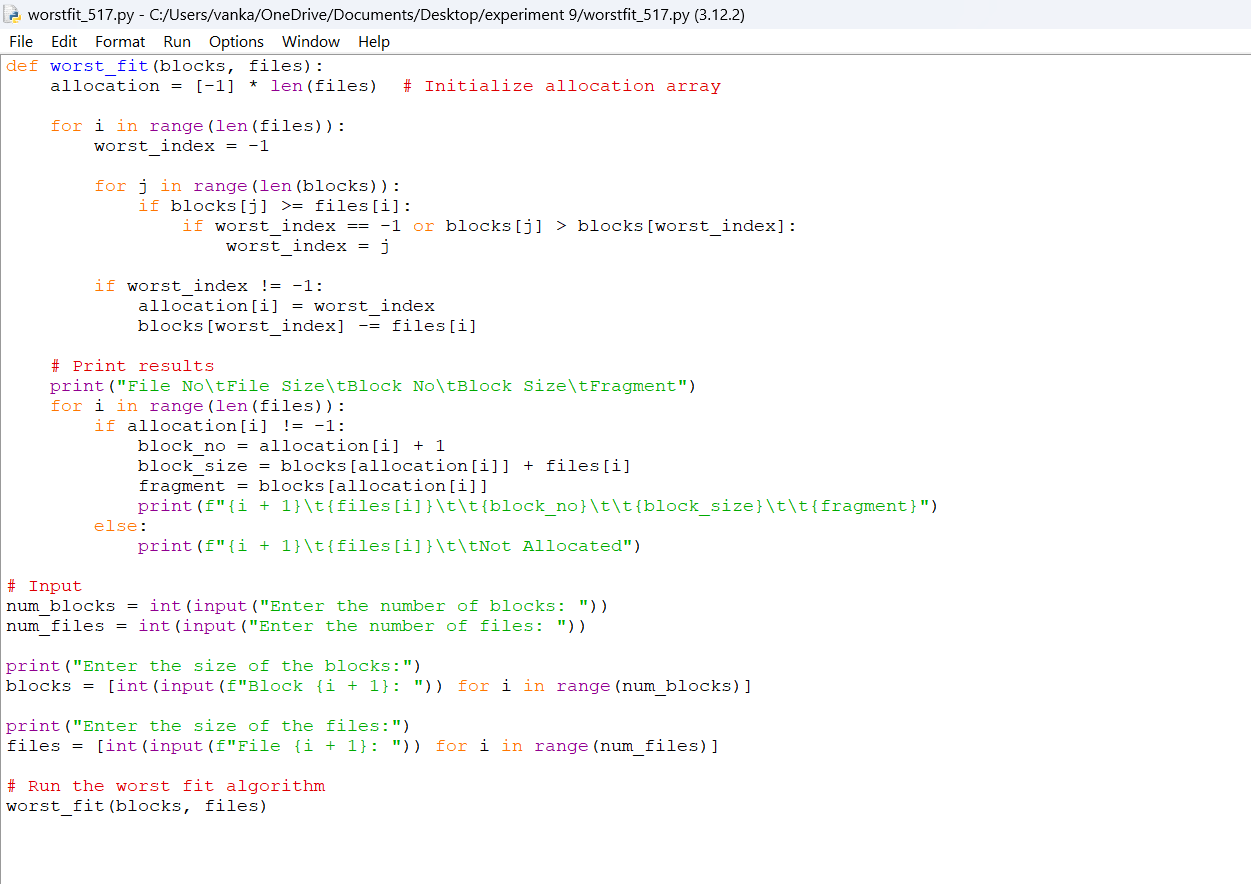 worstfit_517.py - C:/Users/vanka/OneDrive/Documents/Desktop/experiment 9/worstfit_517.py (3.12.2)
File Edit Format Run Options Window Help
def worst_fit(blocks, files):
    allocation = [-1] * len(files)  # Initialize allocation array

    for i in range(len(files)):
        worst_index = -1

        for j in range(len(blocks)):
            if blocks[j] >= files[i]:
                if worst_index == -1 or blocks[j] > blocks[worst_index]:
                    worst_index = j

        if worst_index != -1:
            allocation[i] = worst_index
            blocks[worst_index] -= files[i]

    # Print results
    print("File No\tFile Size\tBlock No\tBlock Size\tFragment")
    for i in range(len(files)):
        if allocation[i] != -1:
            block_no = allocation[i] + 1
            block_size = blocks[allocation[i]] + files[i]
            fragment = blocks[allocation[i]]
            print(f"{i + 1}\t{files[i]}\t\t{block_no}\t\t{block_size}\t\t{fragment}")
        else:
            print(f"{i + 1}\t{files[i]}\t\tNot Allocated")

# Input
num_blocks = int(input("Enter the number of blocks: "))
num_files = int(input("Enter the number of files: "))

print("Enter the size of the blocks:")
blocks = [int(input(f"Block {i + 1}: ")) for i in range(num_blocks)]

print("Enter the size of the files:")
files = [int(input(f"File {i + 1}: ")) for i in range(num_files)]

# Run the worst fit algorithm
worst_fit(blocks, files)